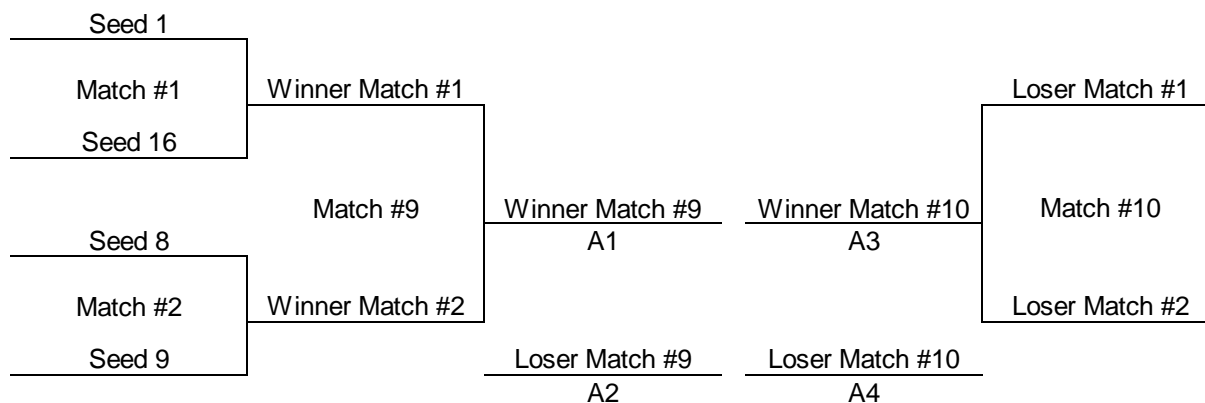 Seed 1
Match #1
Winner Match #1
Loser Match #1
Seed 16
Match #9
Winner Match #9
Winner Match #10
Match #10
Seed 8
A1
A3
Match #2
Winner Match #2
Loser Match #2
Seed 9
Loser Match #9
Loser Match #10
A2
A4